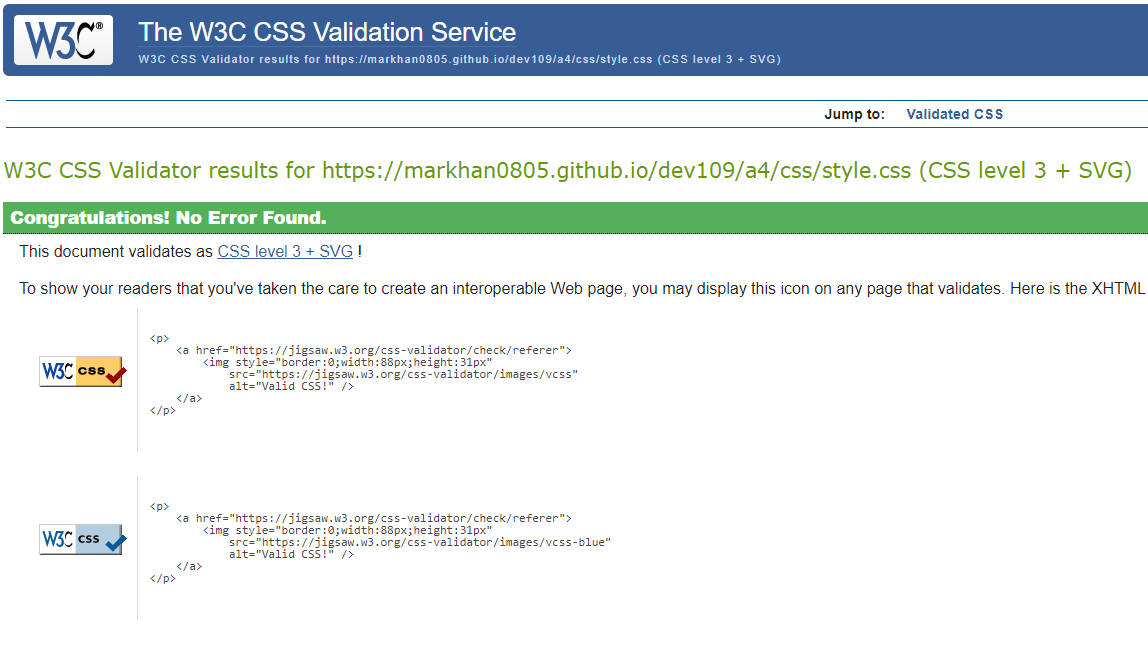 W3C® The W3C CSS Validation Service
W3C CSS Validator results for https://markhan0805.github.io/dev109/a4/css/style.css (CSS level 3 + SVG)
Jump to: Validated CSS
W3C CSS Validator results for https://markhan0805.github.io/dev109/a4/css/style.css (CSS level 3 + SVG)
Congratulations! No Error Found.
This document validates as CSS level 3 + SVG !
To show your readers that you've taken the care to create an interoperable Web page, you may display this icon on any page that validates. Here is the XHTML
W3C css
<p>
<a href="https://jigsaw.w3.org/css-validator/check/referer">
<img style="border:0;width:88px;height:31px"
src="https://jigsaw.w3.org/css-validator/images/vcss"
alt="Valid CSS!" />
</a>
</p>
W3C css
<p>
<a href="https://jigsaw.w3.org/css-validator/check/referer">
<img style="border:0;width:88px;height:31px"
src="https://jigsaw.w3.org/css-validator/images/vcss-blue"
alt="Valid CSS!" />
</a>
</p>